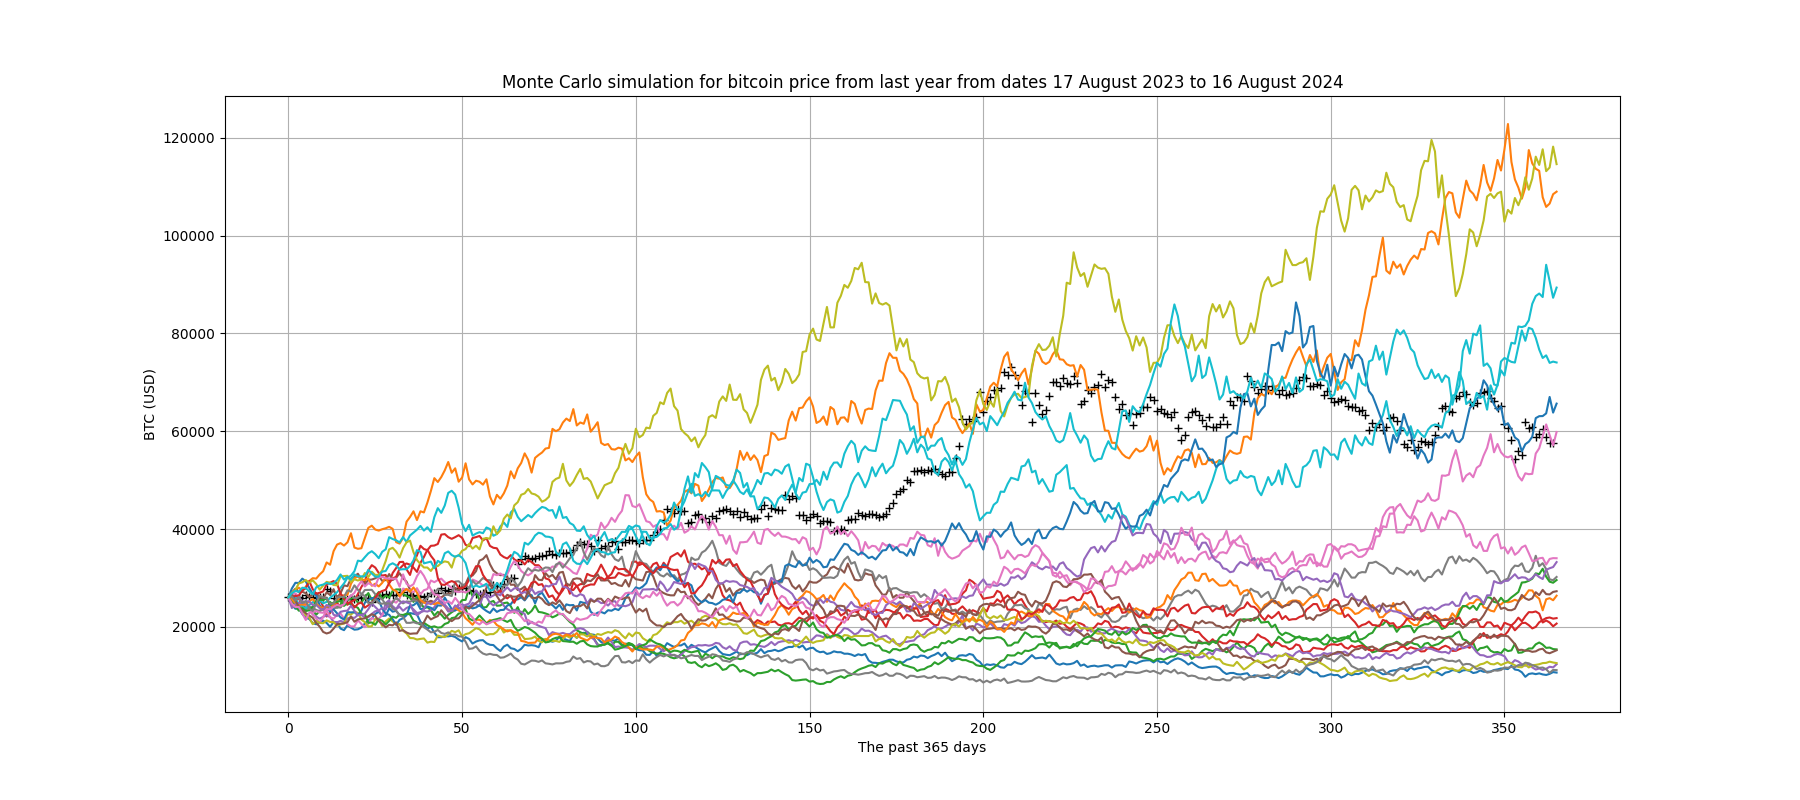 Monte Carlo simulation for bitcoin price from last year from dates 17 August 2023 to 16 August 2024
120000
100000
80000
60000
40000
20000
BTC (USD)
0 50 100 150 200 250 300 350
The past 365 days